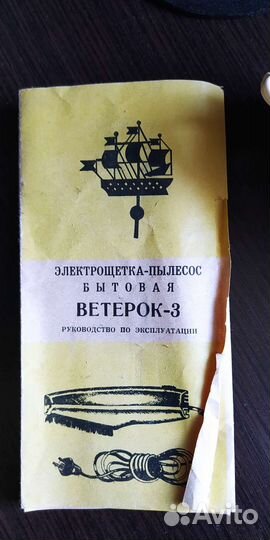 ЭЛЕКТРОЩЕТКА-ПЫЛЕСОС
БЫТОВАЯ
ВЕТЕРОК-3
РУКОВОДСТВО ПО ЭКСПЛУАТАЦИИ
Avito